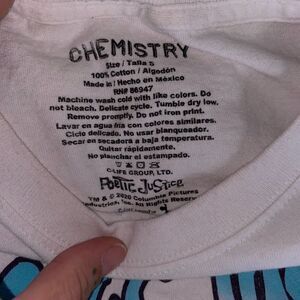 CHEMISTRY
Size / Talla S
100% Cotton / Algodón
Made in / Hecho en México
RN# 86947
Machine wash cold with like colors. Do
not bleach. Delicate cycle. Tumble dry low.
Remove promptly. Do not iron print.
Lavar en agua fria con colores similares.
Ciclo delicado. No usar blanqueador.
Secar en secadora a baja temperatura.
Quitar rápidamente.
No planchar el estampado.
C-LIFE GROUP, LTD.
Poetic Justice
TM & © 2020 Columbia Pictures
Industries, Inc. All Rights Reserv